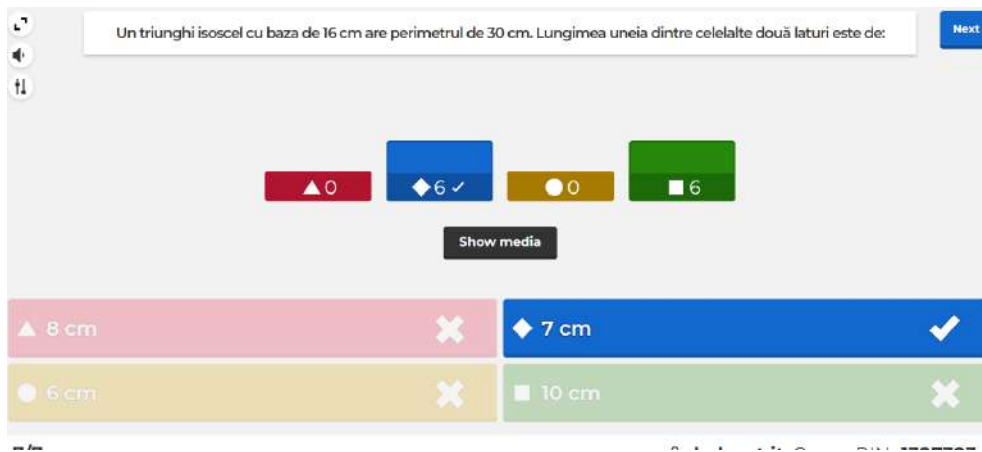 Un triunghi isoscel cu baza de 16 cm are perimetrul de 30 cm. Lungimea uneia dintre celelalte două laturi este de:
Next
0
6
0
6
Show media
8 cm
7 cm
6 cm
10 cm